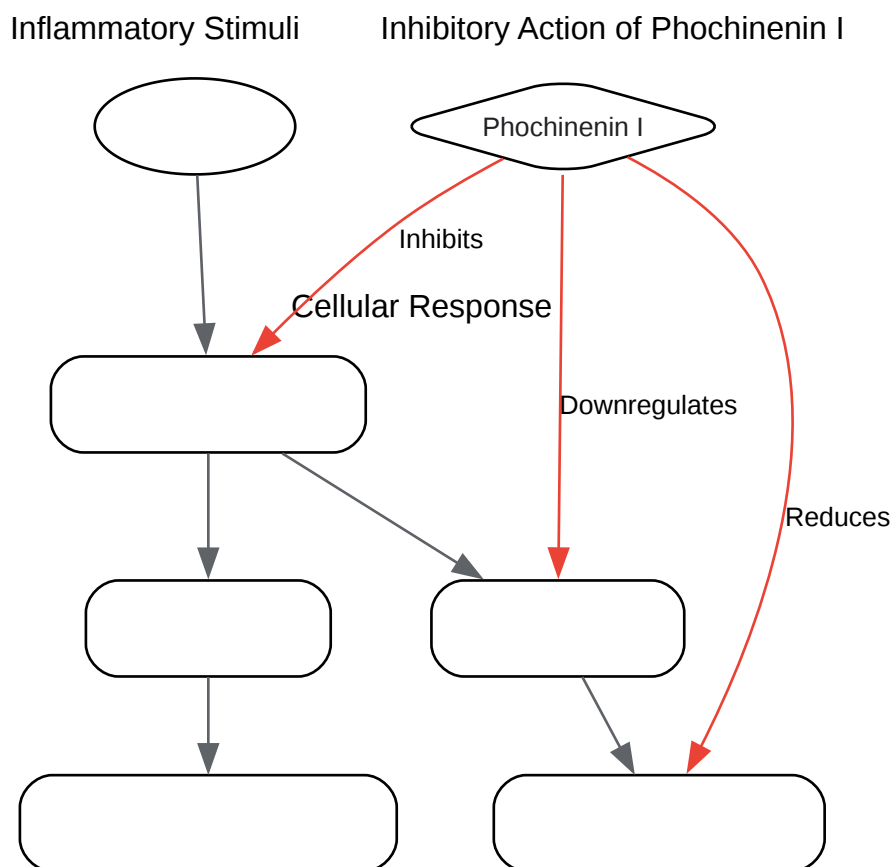 Inflammatory Stimuli
Inhibitory Action of Phochinenin I
Phochinenin I
Inhibits
Cellular Response
Downregulates
Reduces